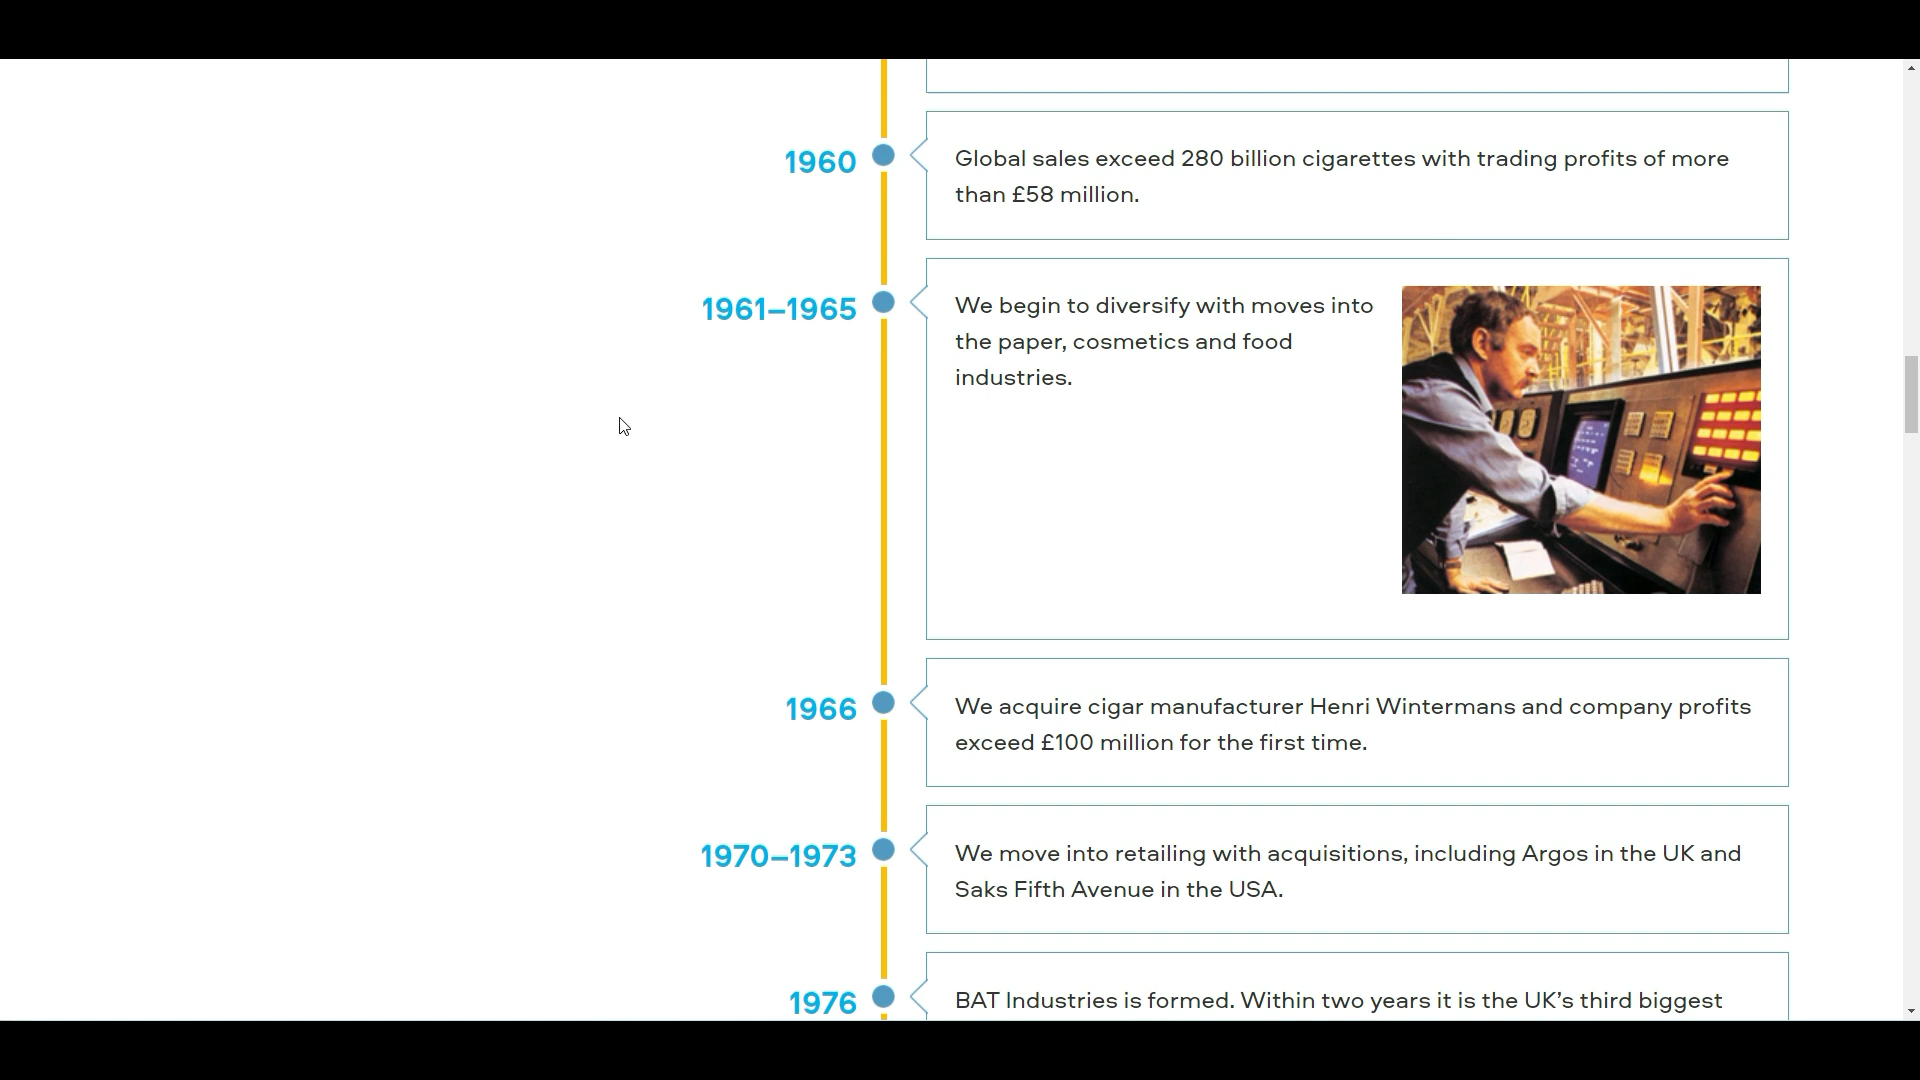 1960
Global sales exceed 280 billion cigarettes with trading profits of more
than £58 million.
1961–1965
We begin to diversify with moves into
the paper, cosmetics and food
industries.
1966
We acquire cigar manufacturer Henri Wintermans and company profits
exceed £100 million for the first time.
1970–1973
We move into retailing with acquisitions, including Argos in the UK and
Saks Fifth Avenue in the USA.
1976
BAT Industries is formed. Within two years it is the UK’s third biggest